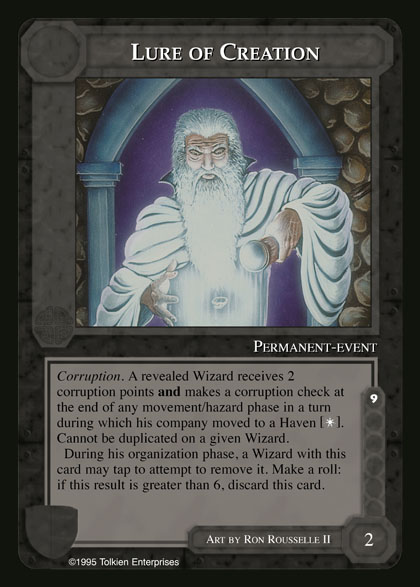 LURE OF CREATION
PERMANENT-EVENT
Corruption. A revealed Wizard receives 2
corruption points and makes a corruption check at
the end of any movement/hazard phase in a turn
during which his company moved to a Haven [☀].
Cannot be duplicated on a given Wizard.
During his organization phase, a Wizard with this
card may tap to attempt to remove it. Make a roll:
if this result is greater than 6, discard this card.
9
ART BY RON ROUSSELLE II
2
©1995 Tolkien Enterprises